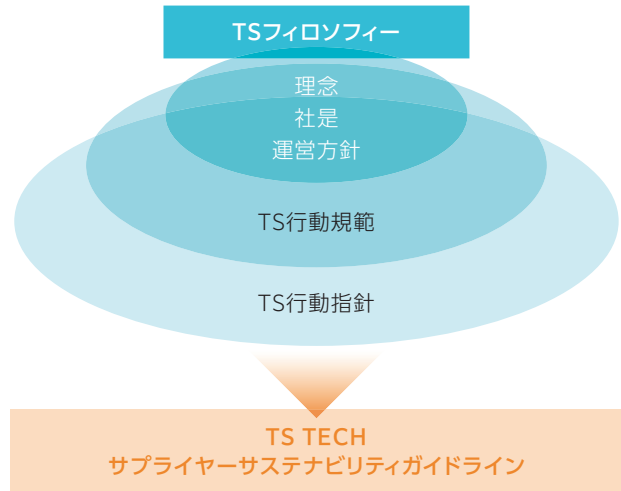 TSフィロソフィー
理念
社是
運営方針
TS行動規範
TS行動指針
TS TECH
サプライヤーサステナビリティガイドライン